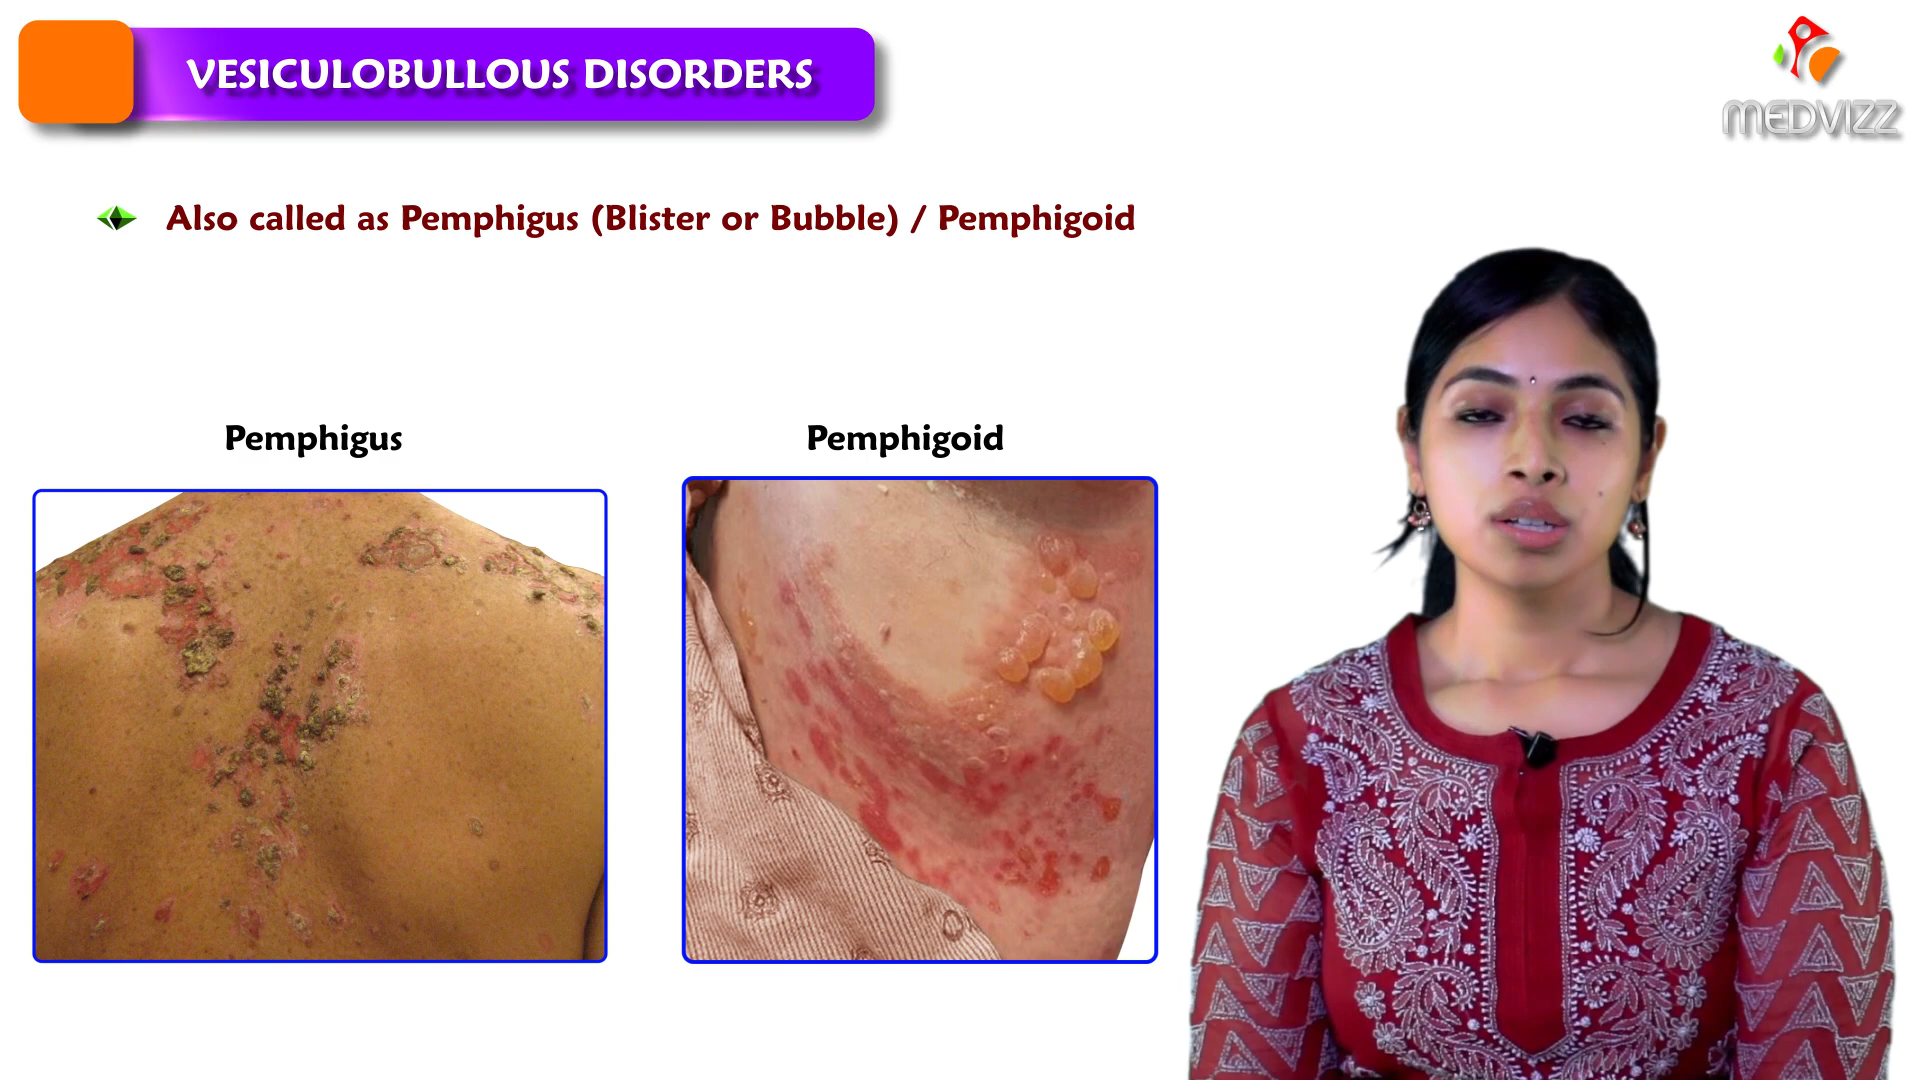 VESICULOBULLOUS DISORDERS
MEDVIZZ
Also called as Pemphigus (Blister or Bubble) / Pemphigoid
Pemphigus
Pemphigoid